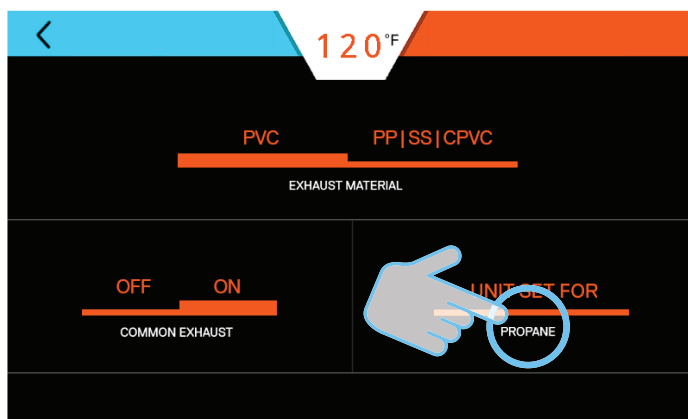 120°F
PVC PP|SS|CPVC
EXHAUST MATERIAL
OFF ON
COMMON EXHAUST
UNIT SET FOR
PROPANE